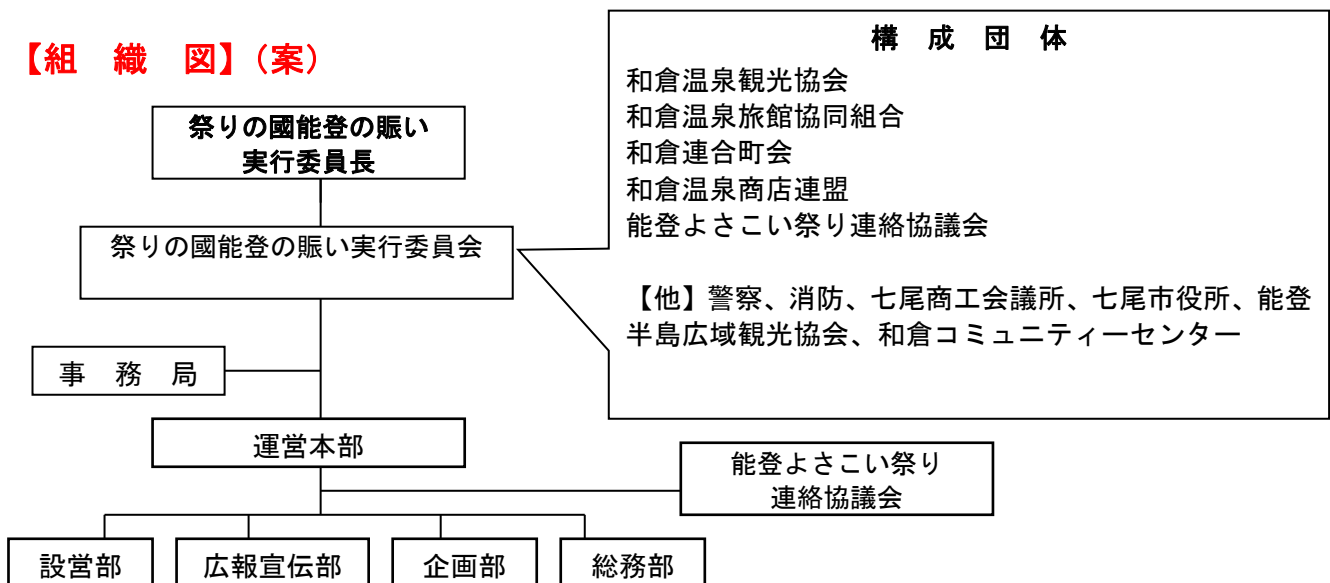 【組　織　図】（案）
祭りの國能登の賑い
実行委員長
祭りの國能登の賑い実行委員会
構　成　団　体
和倉温泉観光協会
和倉温泉旅館協同組合
和倉連合町会
和倉温泉商店連盟
能登よさこい祭り連絡協議会
【他】警察、消防、七尾商工会議所、七尾市役所、能登
半島広域観光協会、和倉コミュニティーセンター
事　務　局
運営本部
能登よさこい祭り
連絡協議会
設営部
広報宣伝部
企画部
総務部